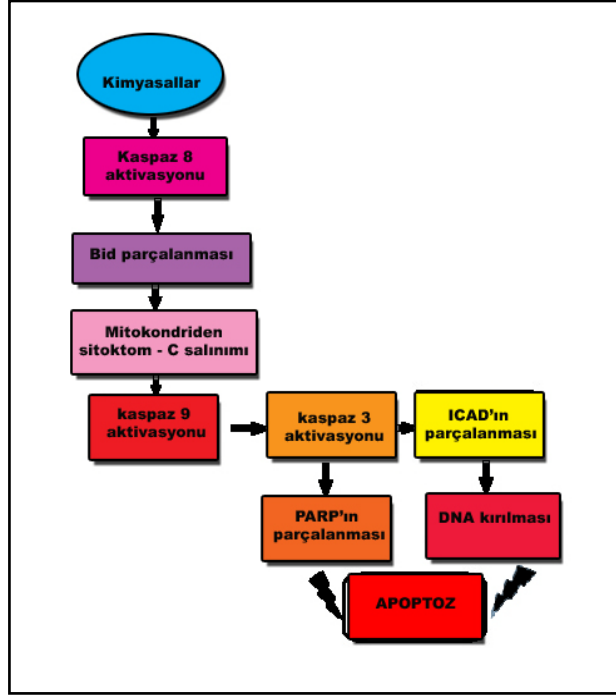 Kimyasallar
Kaspaz 8
aktivasyonu
Bid parçalanması
Mitokondriden
sitoktom - C salınımı
kaspaz 9
aktivasyonu
kaspaz 3
aktivasyonu
ICAD'ın
parçalanması
PARP'ın
parçalanması
DNA kırılması
APOPTOZ